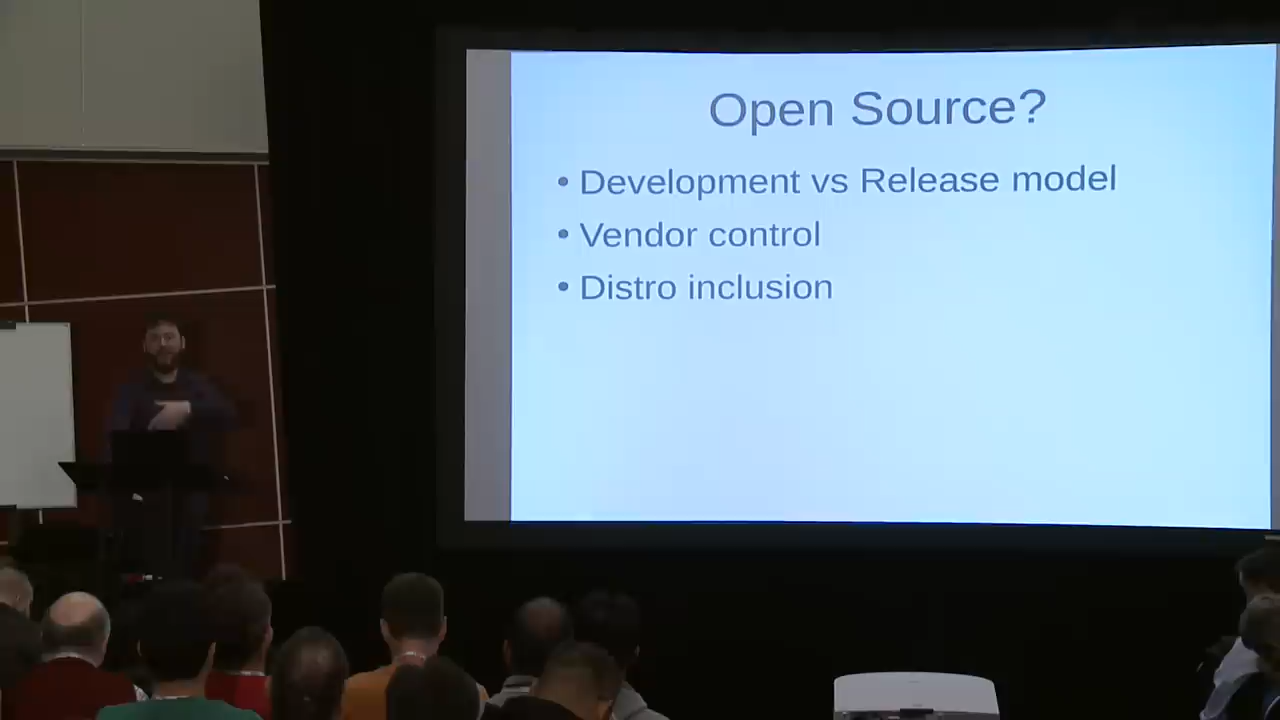 Open Source?
• Development vs Release model
• Vendor control
• Distro inclusion